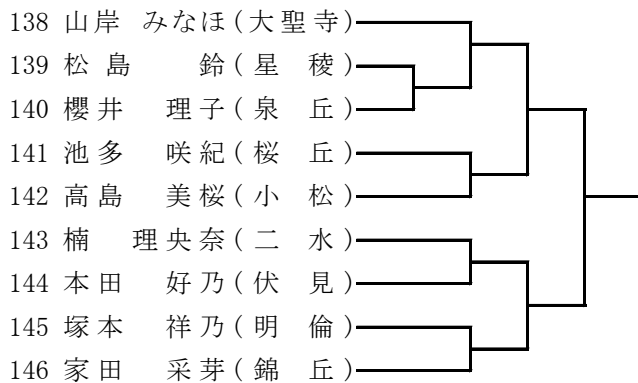 138 山岸 みなほ(大聖寺)
139 松島 鈴(星 稜)
140 櫻井 理子(泉 丘)
141 池多 咲紀(桜 丘)
142 高島 美桜(小 松)
143 楠 理央奈(二 水)
144 本田 好乃(伏 見)
145 塚本 祥乃(明 倫)
146 家田 采芽(錦 丘)